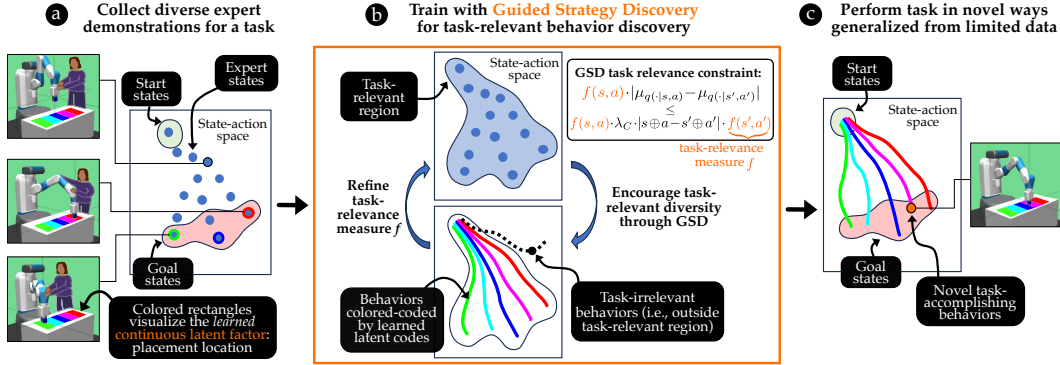 a Collect diverse expert
demonstrations for a task
Start
states
Expert
states
State-action
space
Goal
states
Colored rectangles
visualize the learned
continuous latent factor:
placement location
b Train with Guided Strategy Discovery
for task-relevant behavior discovery
Task-
relevant
region
State-action
space
GSD task relevance constraint:
f(s,a)·|μ_{q(·|s,a)}−μ_{q(·|s′,a′)}|
≤
f(s,a)·λ_C·|s⊕a−s′⊕a′|·f(s′,a′)
task-relevance
measure f
Refine
task-
relevance
measure f
Encourage task-
relevant diversity
through GSD
Behaviors
colored-coded
by learned
latent codes
Task-irrelevant
behaviors (i.e., outside
task-relevant region)
c Perform task in novel ways
generalized from limited data
Start
states
State-action
space
Goal
states
Novel task-
accomplishing
behaviors